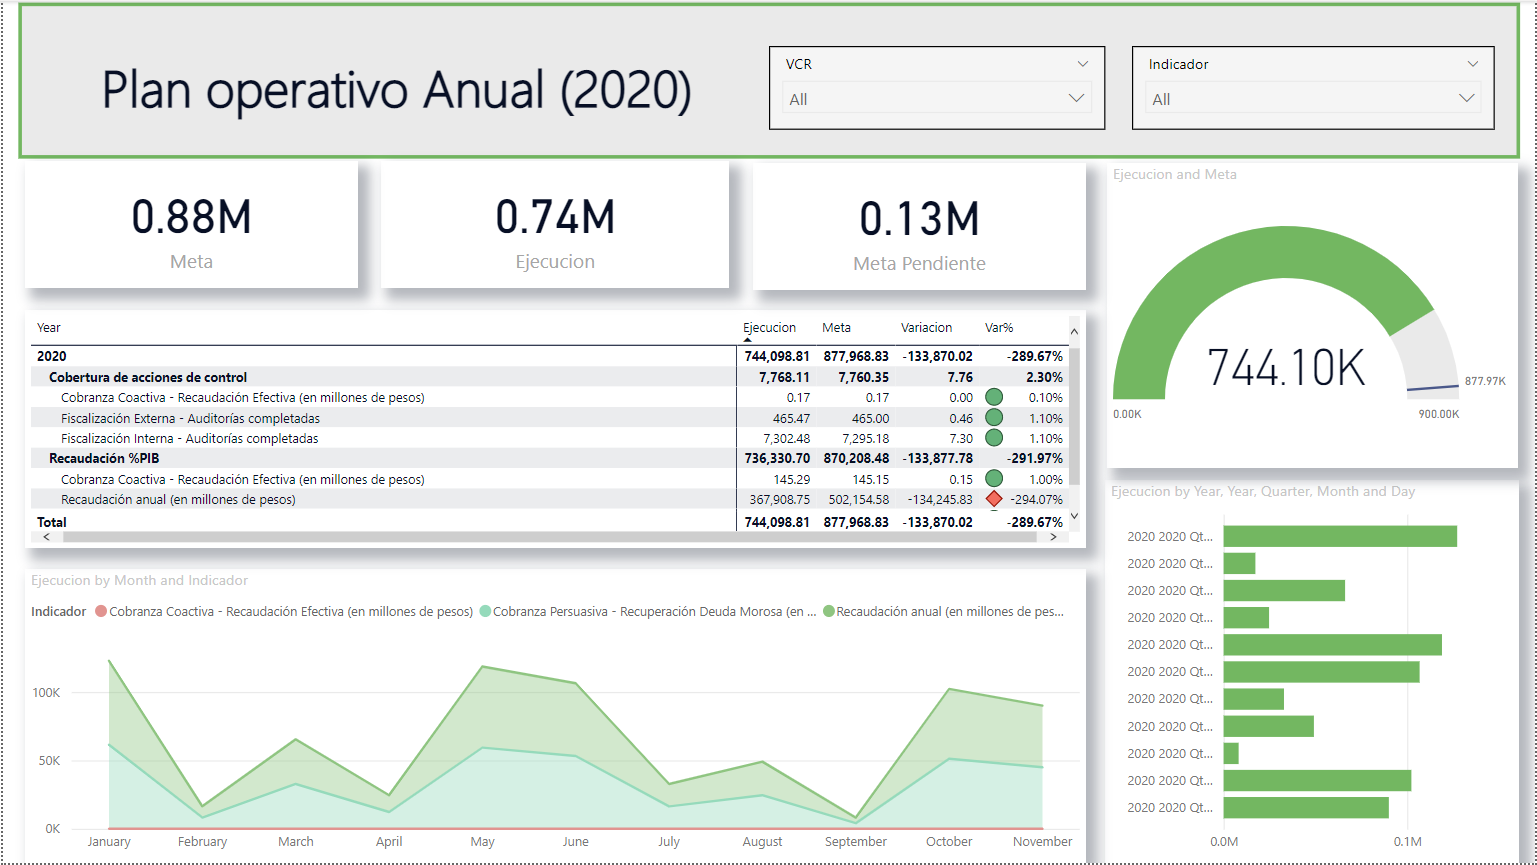 Plan operativo Anual (2020)
VCR
All
Indicador
All
0.88M
Meta
0.74M
Ejecucion
0.13M
Meta Pendiente
Ejecucion and Meta
744.10K
877.97K
0.00K
900.00K
Year Ejecucion Meta Variacion Var%
2020 744,098.81 877,968.83 -133,870.02 -289.67%
Cobertura de acciones de control 7,768.11 7,760.35 7.76 2.30%
Cobranza Coactiva - Recaudación Efectiva (en millones de pesos) 0.17 0.17 0.00 0.10%
Fiscalización Externa - Auditorías completadas 465.47 465.00 0.46 1.10%
Fiscalización Interna - Auditorías completadas 7,302.48 7,295.18 7.30 1.10%
Recaudación %PIB 736,330.70 870,208.48 -133,877.78 -291.97%
Cobranza Coactiva - Recaudación Efectiva (en millones de pesos) 145.29 145.15 0.15 1.00%
Recaudación anual (en millones de pesos) 367,908.75 502,154.58 -134,245.83 -294.07%
Total 744,098.81 877,968.83 -133,870.02 -289.67%
Ejecucion by Year, Year, Quarter, Month and Day
2020 2020 Qt...
2020 2020 Qt...
2020 2020 Qt...
2020 2020 Qt...
2020 2020 Qt...
2020 2020 Qt...
2020 2020 Qt...
2020 2020 Qt...
2020 2020 Qt...
2020 2020 Qt...
2020 2020 Qt...
0.0M 0.1M
Ejecucion by Month and Indicador
Indicador Cobranza Coactiva - Recaudación Efectiva (en millones de pesos) Cobranza Persuasiva - Recuperación Deuda Morosa (en ... Recaudación anual (en millones de pes...
100K
50K
0K
January February March April May June July August September October November